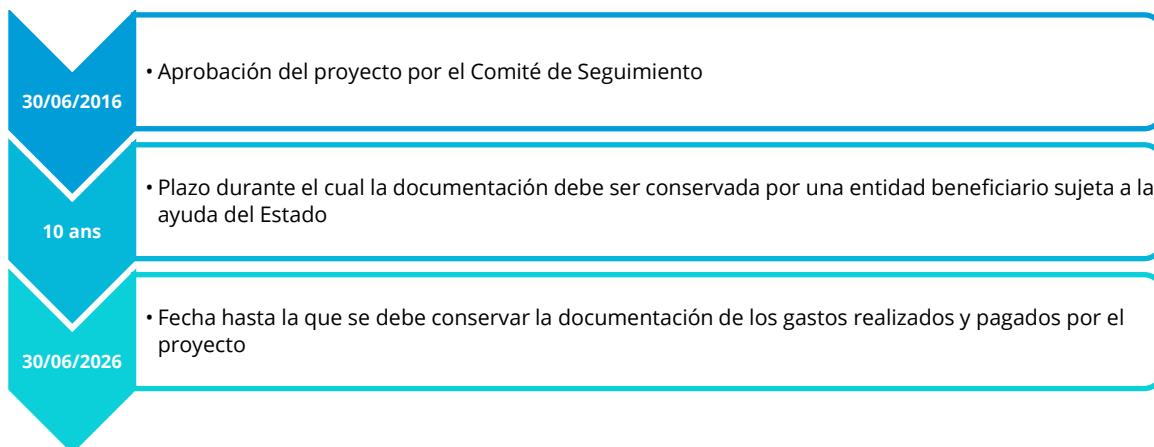 30/06/2016
• Aprobación del proyecto por el Comité de Seguimiento
10 ans
• Plazo durante el cual la documentación debe ser conservada por una entidad beneficiario sujeta a la
ayuda del Estado
30/06/2026
• Fecha hasta la que se debe conservar la documentación de los gastos realizados y pagados por el
proyecto